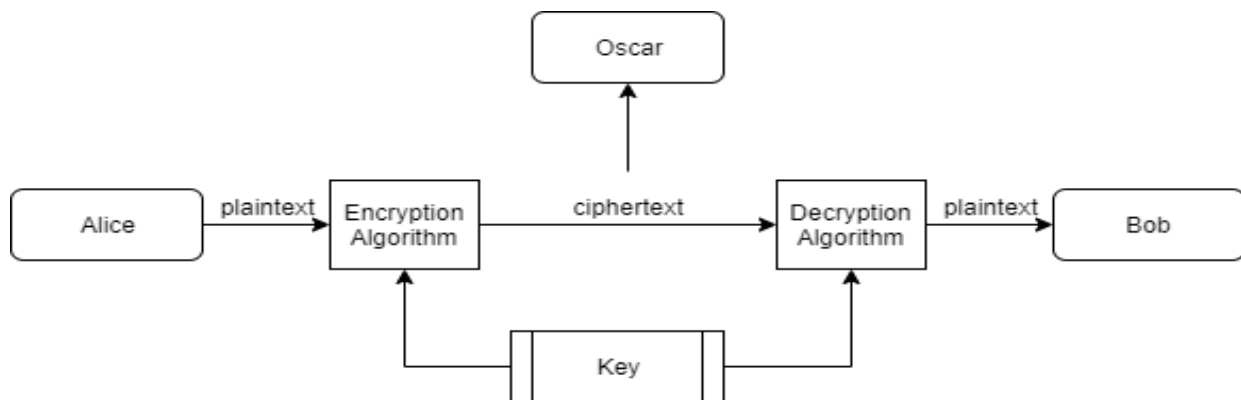 Oscar
Alice
plaintext
Encryption
Algorithm
ciphertext
Decryption
Algorithm
plaintext
Bob
Key